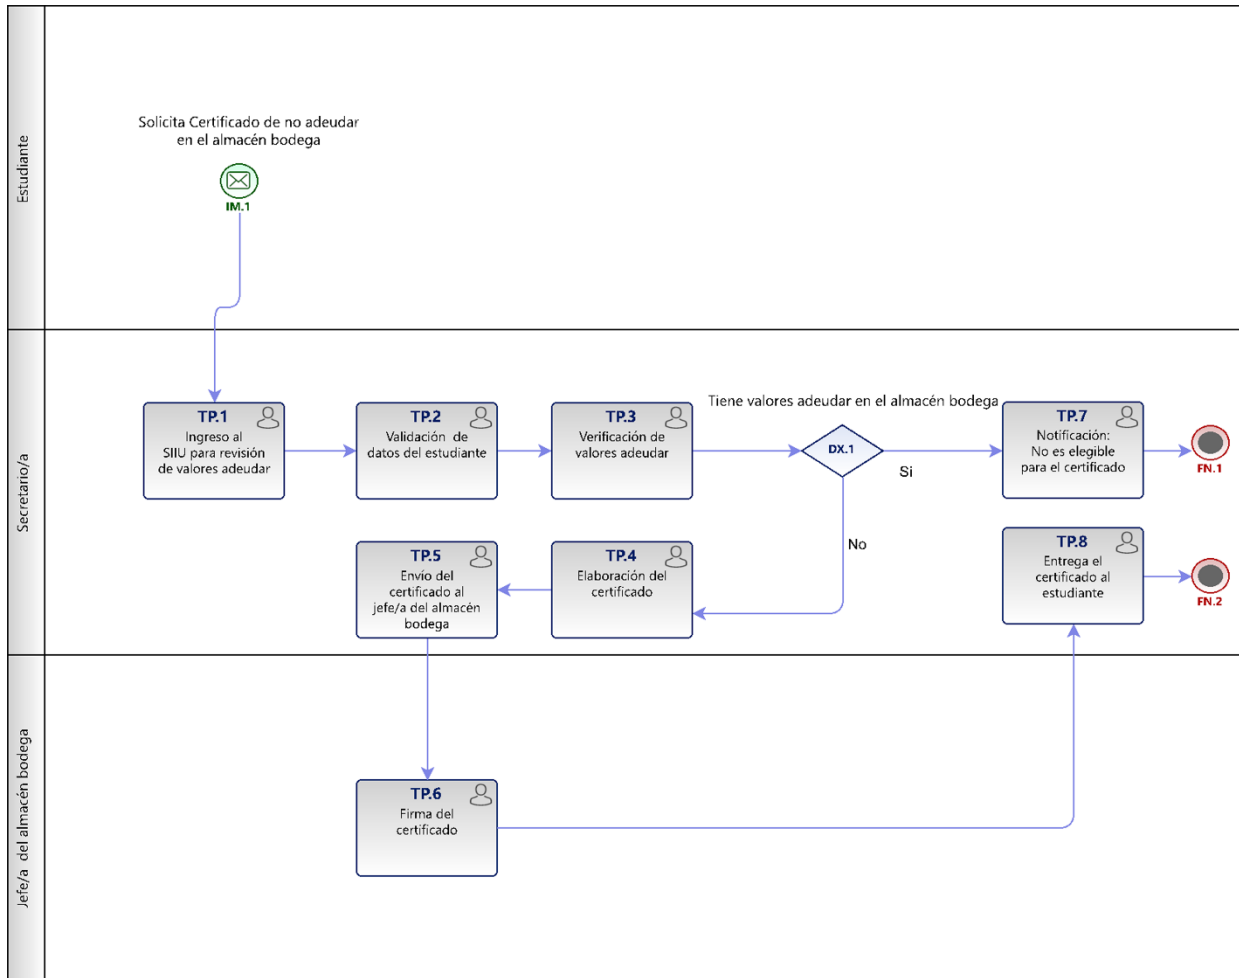 Estudiante
Solicita Certificado de no adeudar
en el almacén bodega
IM.1
Secretario/a
TP.1
Ingreso al
SIIU para revisión
de valores adeudar
TP.2
Validación de
datos del estudiante
TP.3
Verificación de
valores adeudar
Tiene valores adeudar en el almacén bodega
DX.1
Si
No
TP.7
Notificación:
No es elegible
para el certificado
FN.1
TP.5
Envío del
certificado al
jefe/a del almacén
bodega
TP.4
Elaboración del
certificado
TP.8
Entrega el
certificado al
estudiante
FN.2
Jefe/a del almacén bodega
TP.6
Firma del
certificado